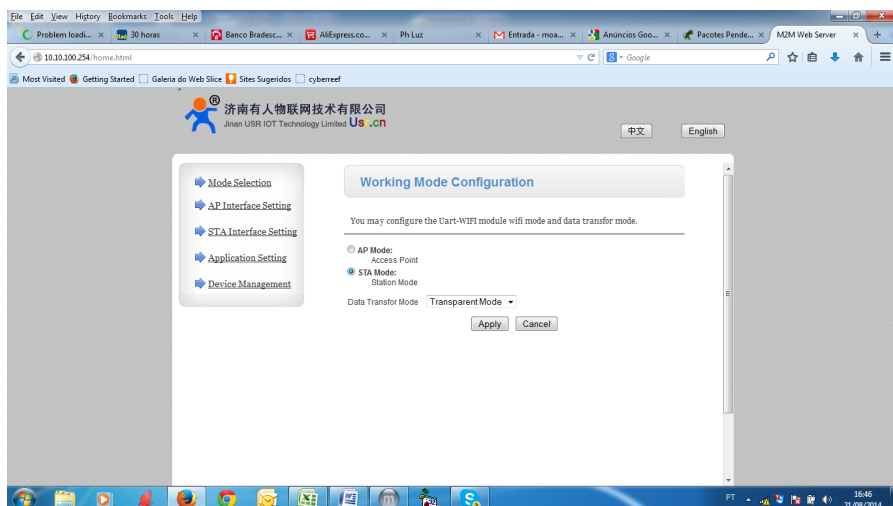 File Edit View History Bookmarks Tools Help
Problem loadi... × 30 horas × Banco Bradesc... × AliExpress.co... × Ph Luz × Entrada - moa... × Anúncios Goo... × Pacotes Pende... × M2M Web Server × +
10.10.100.254/home.html Google
Most Visited Getting Started Galeria do Web Slice Sites Sugeridos cyberreef
济南有人物联网技术有限公司
Jinan USR IOT Technology Limited Usr.cn
中文 English
Mode Selection
AP Interface Setting
STA Interface Setting
Application Setting
Device Management
Working Mode Configuration
You may configure the Uart-WIFI module wifi mode and data transfor mode.
AP Mode:
Access Point
STA Mode:
Station Mode
Data Transfor Mode Transparent Mode
Apply Cancel
PT 16:46
21/08/2014